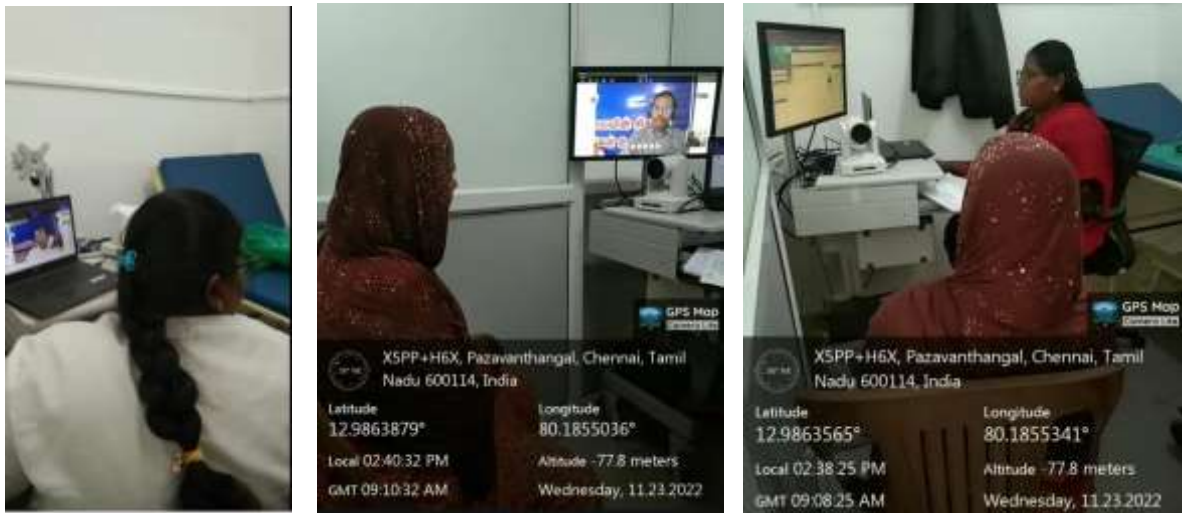 GPS Map
Camera Lite
X5PP+H6X, Pazavanthangal, Chennai, Tamil
Nadu 600114, India
Latitude
12.9863879°
Longitude
80.1855036°
Local 02:40:32 PM
GMT 09:10:32 AM
Altitude -77.8 meters
Wednesday, 11.23.2022
GPS Map
Camera Lite
X5PP+H6X, Pazavanthangal, Chennai, Tamil
Nadu 600114, India
Latitude
12.9863565°
Longitude
80.1855341°
Local 02:38:25 PM
GMT 09:08:25 AM
Altitude -77.8 meters
Wednesday, 11.23.2022